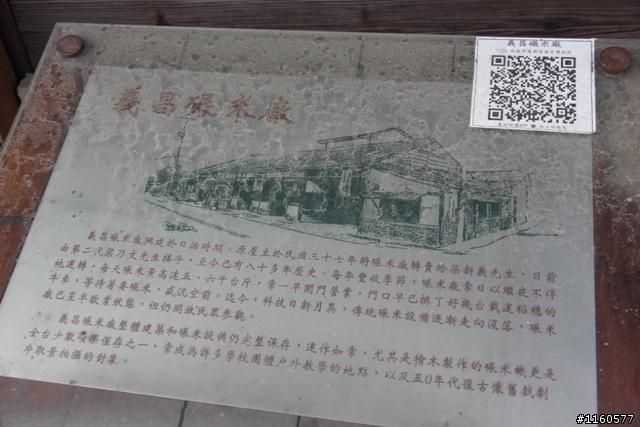 義昌碾米廠
義昌碾米廠
義昌碾米廠興建於日治時期，原屋主於民國三十七年將碾米廠轉賣給梁新義先生，目前
由第二代梁乃文先生接手，至今已有八十多年歷史。每年豐收季節，碾米廠常日以繼夜不停
地運轉；每天碾米量高達五、六千台斤，常一早開門營業，門口早已排了好幾台載運稻穗的
牛車，等待著要碾米，盛況空前。迄今，科技日新月異，傳統碾米設備逐漸走向沒落，碾米
廠已呈半歇業狀態，但仍開放民眾參觀。
義昌碾米廠整體建築和碾米設備仍完整保存，運作如常，尤其是檜木製作的碾米機更是
全台少數碩果僅存之一，常成為許多學校團體戶外教學的地點，以及五0年代復古懷舊戲劇
片取景拍攝的對象。
#1160577